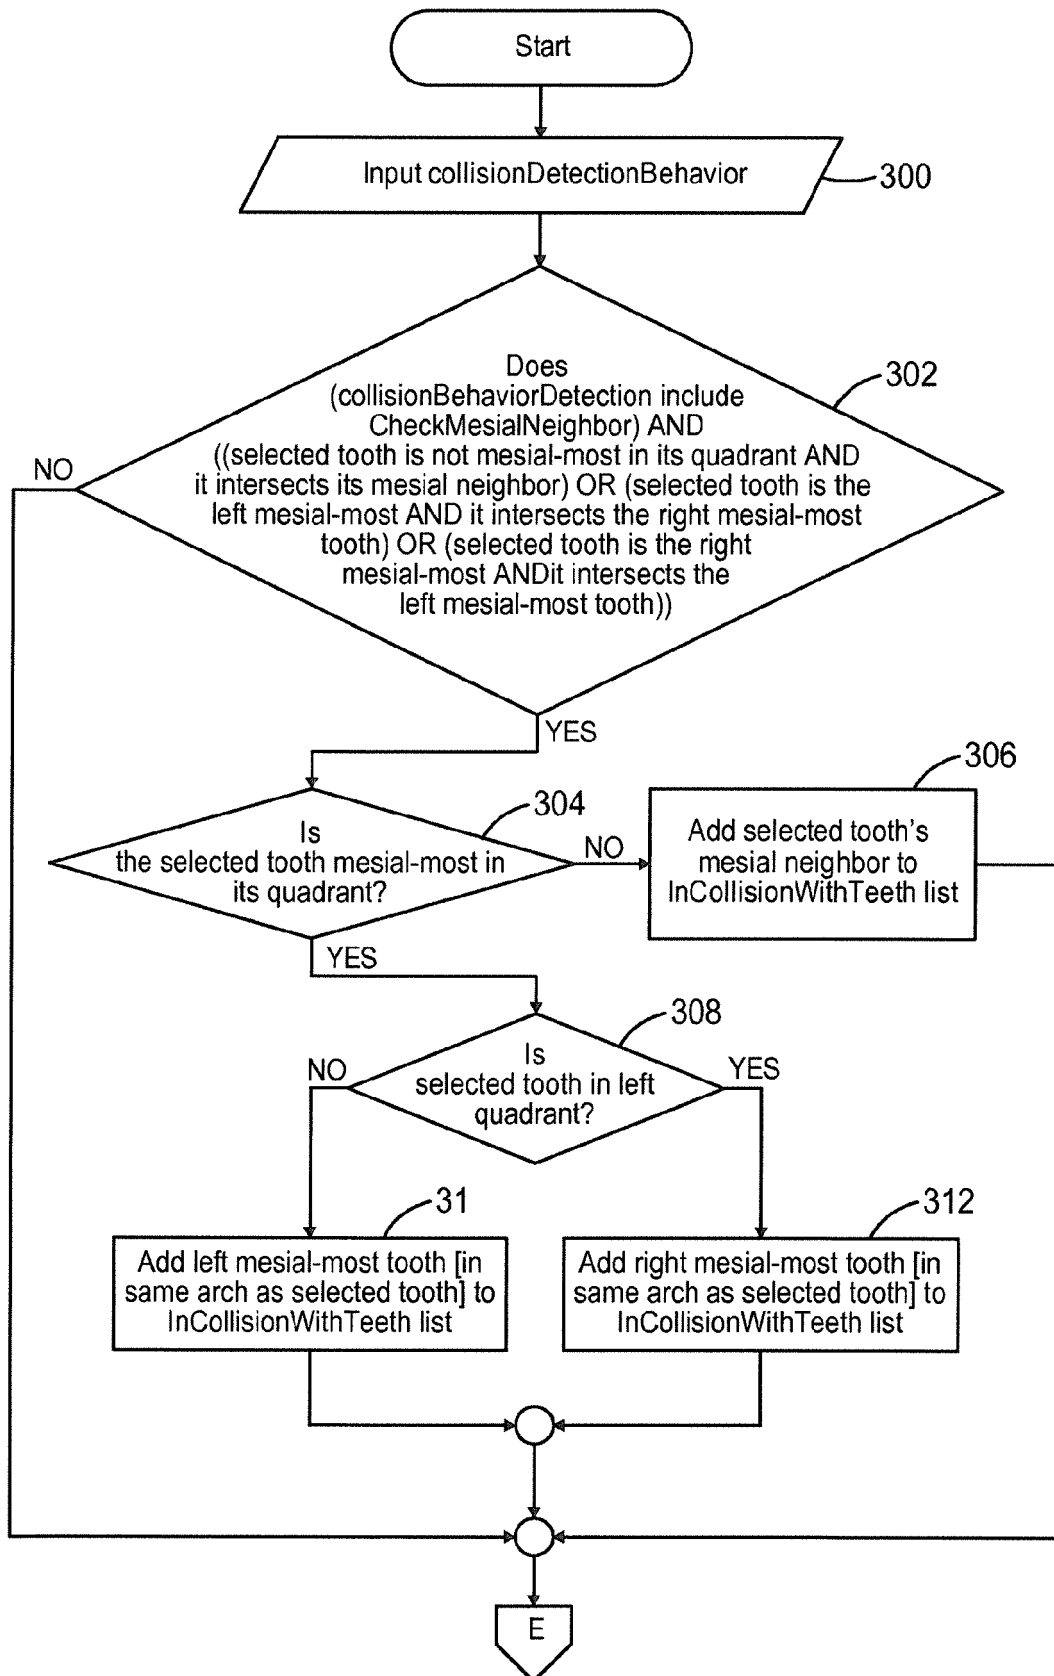 Start
Input collisionDetectionBehavior
300
Does
(collisionBehaviorDetection include
CheckMesialNeighbor) AND
((selected tooth is not mesial-most in its quadrant AND
it intersects its mesial neighbor) OR (selected tooth is the
left mesial-most AND it intersects the right mesial-most
tooth) OR (selected tooth is the right
mesial-most ANDit intersects the
left mesial-most tooth))
302
NO
YES
304
Is
the selected tooth mesial-most in
its quadrant?
NO
306
Add selected tooth's
mesial neighbor to
InCollisionWithTeeth list
YES
308
Is
selected tooth in left
quadrant?
NO
YES
31
Add left mesial-most tooth [in
same arch as selected tooth] to
InCollisionWithTeeth list
312
Add right mesial-most tooth [in
same arch as selected tooth] to
InCollisionWithTeeth list
E